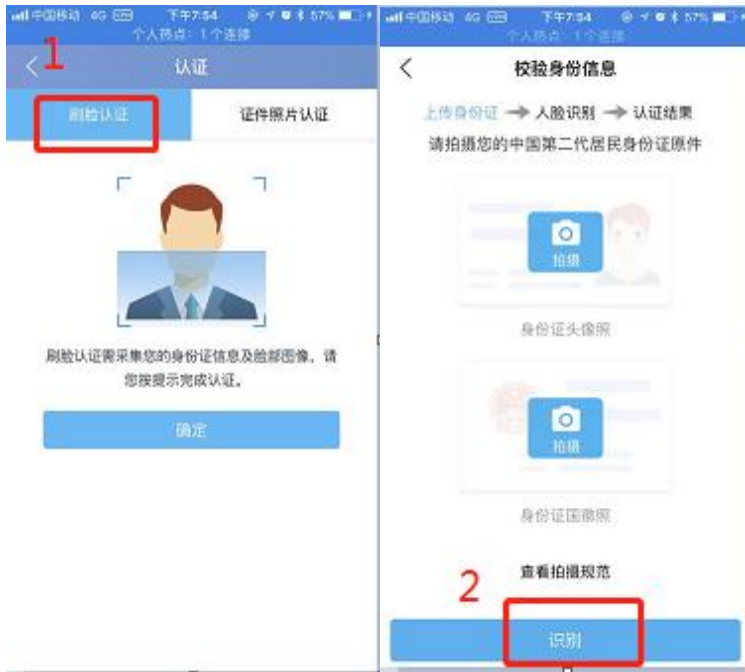 中国移动 4G 下午7:54 57%
个人热点：1个连接
1
认证
刷脸认证
证件照片认证
刷脸认证需采集您的身份证信息及脸部图像，请
您按提示完成认证。
确定
中国移动 4G 下午7:54 57%
个人热点：1个连接
校验身份信息
上传身份证 → 人脸识别 → 认证结果
请拍摄您的中国第二代居民身份证原件
拍摄
身份证头像照
拍摄
身份证国徽照
查看拍摄规范
2
识别